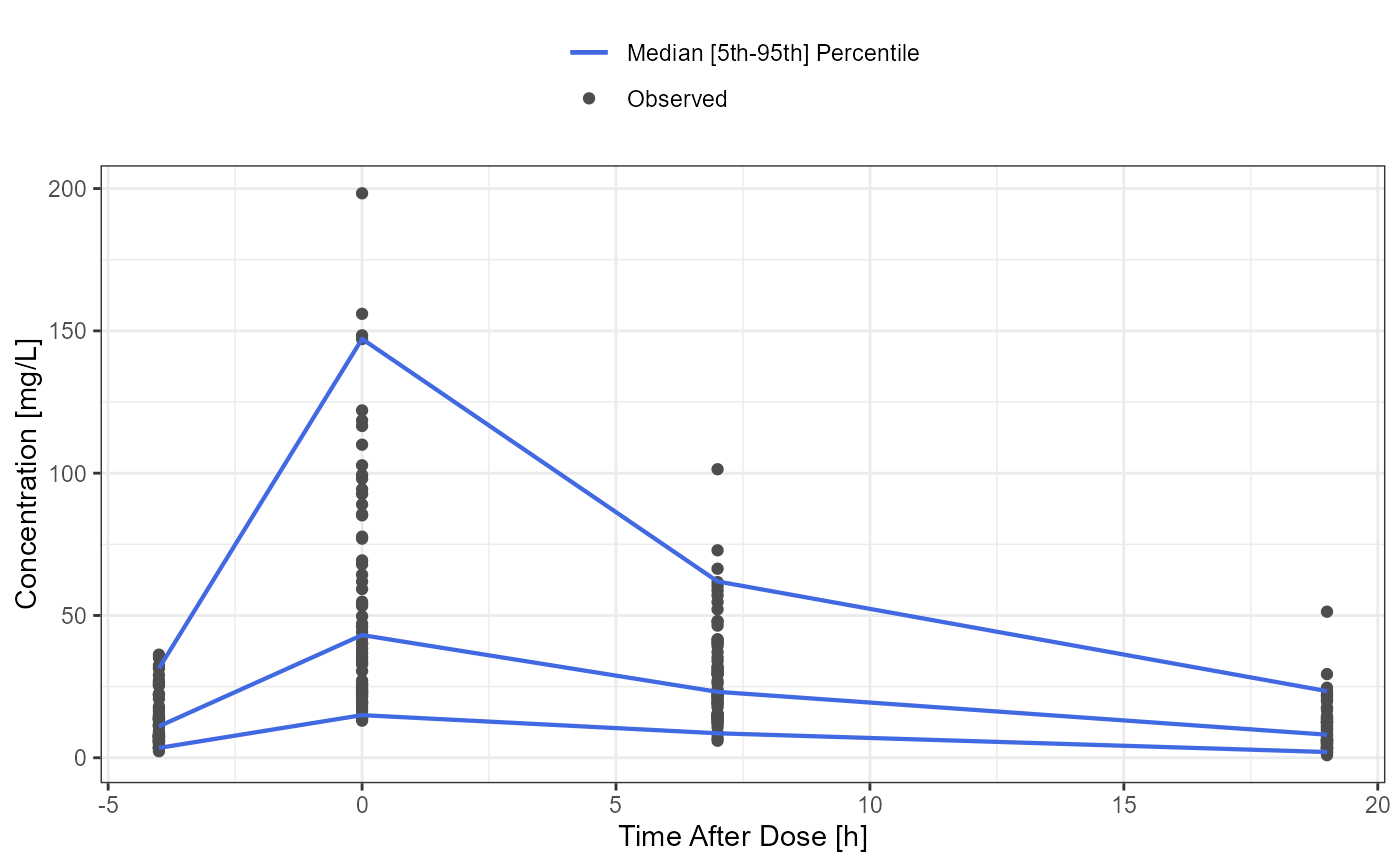 Median [5th-95th] Percentile
Observed
Concentration [mg/L]
200
150
100
50
0
-5 0 5 10 15 20
Time After Dose [h]